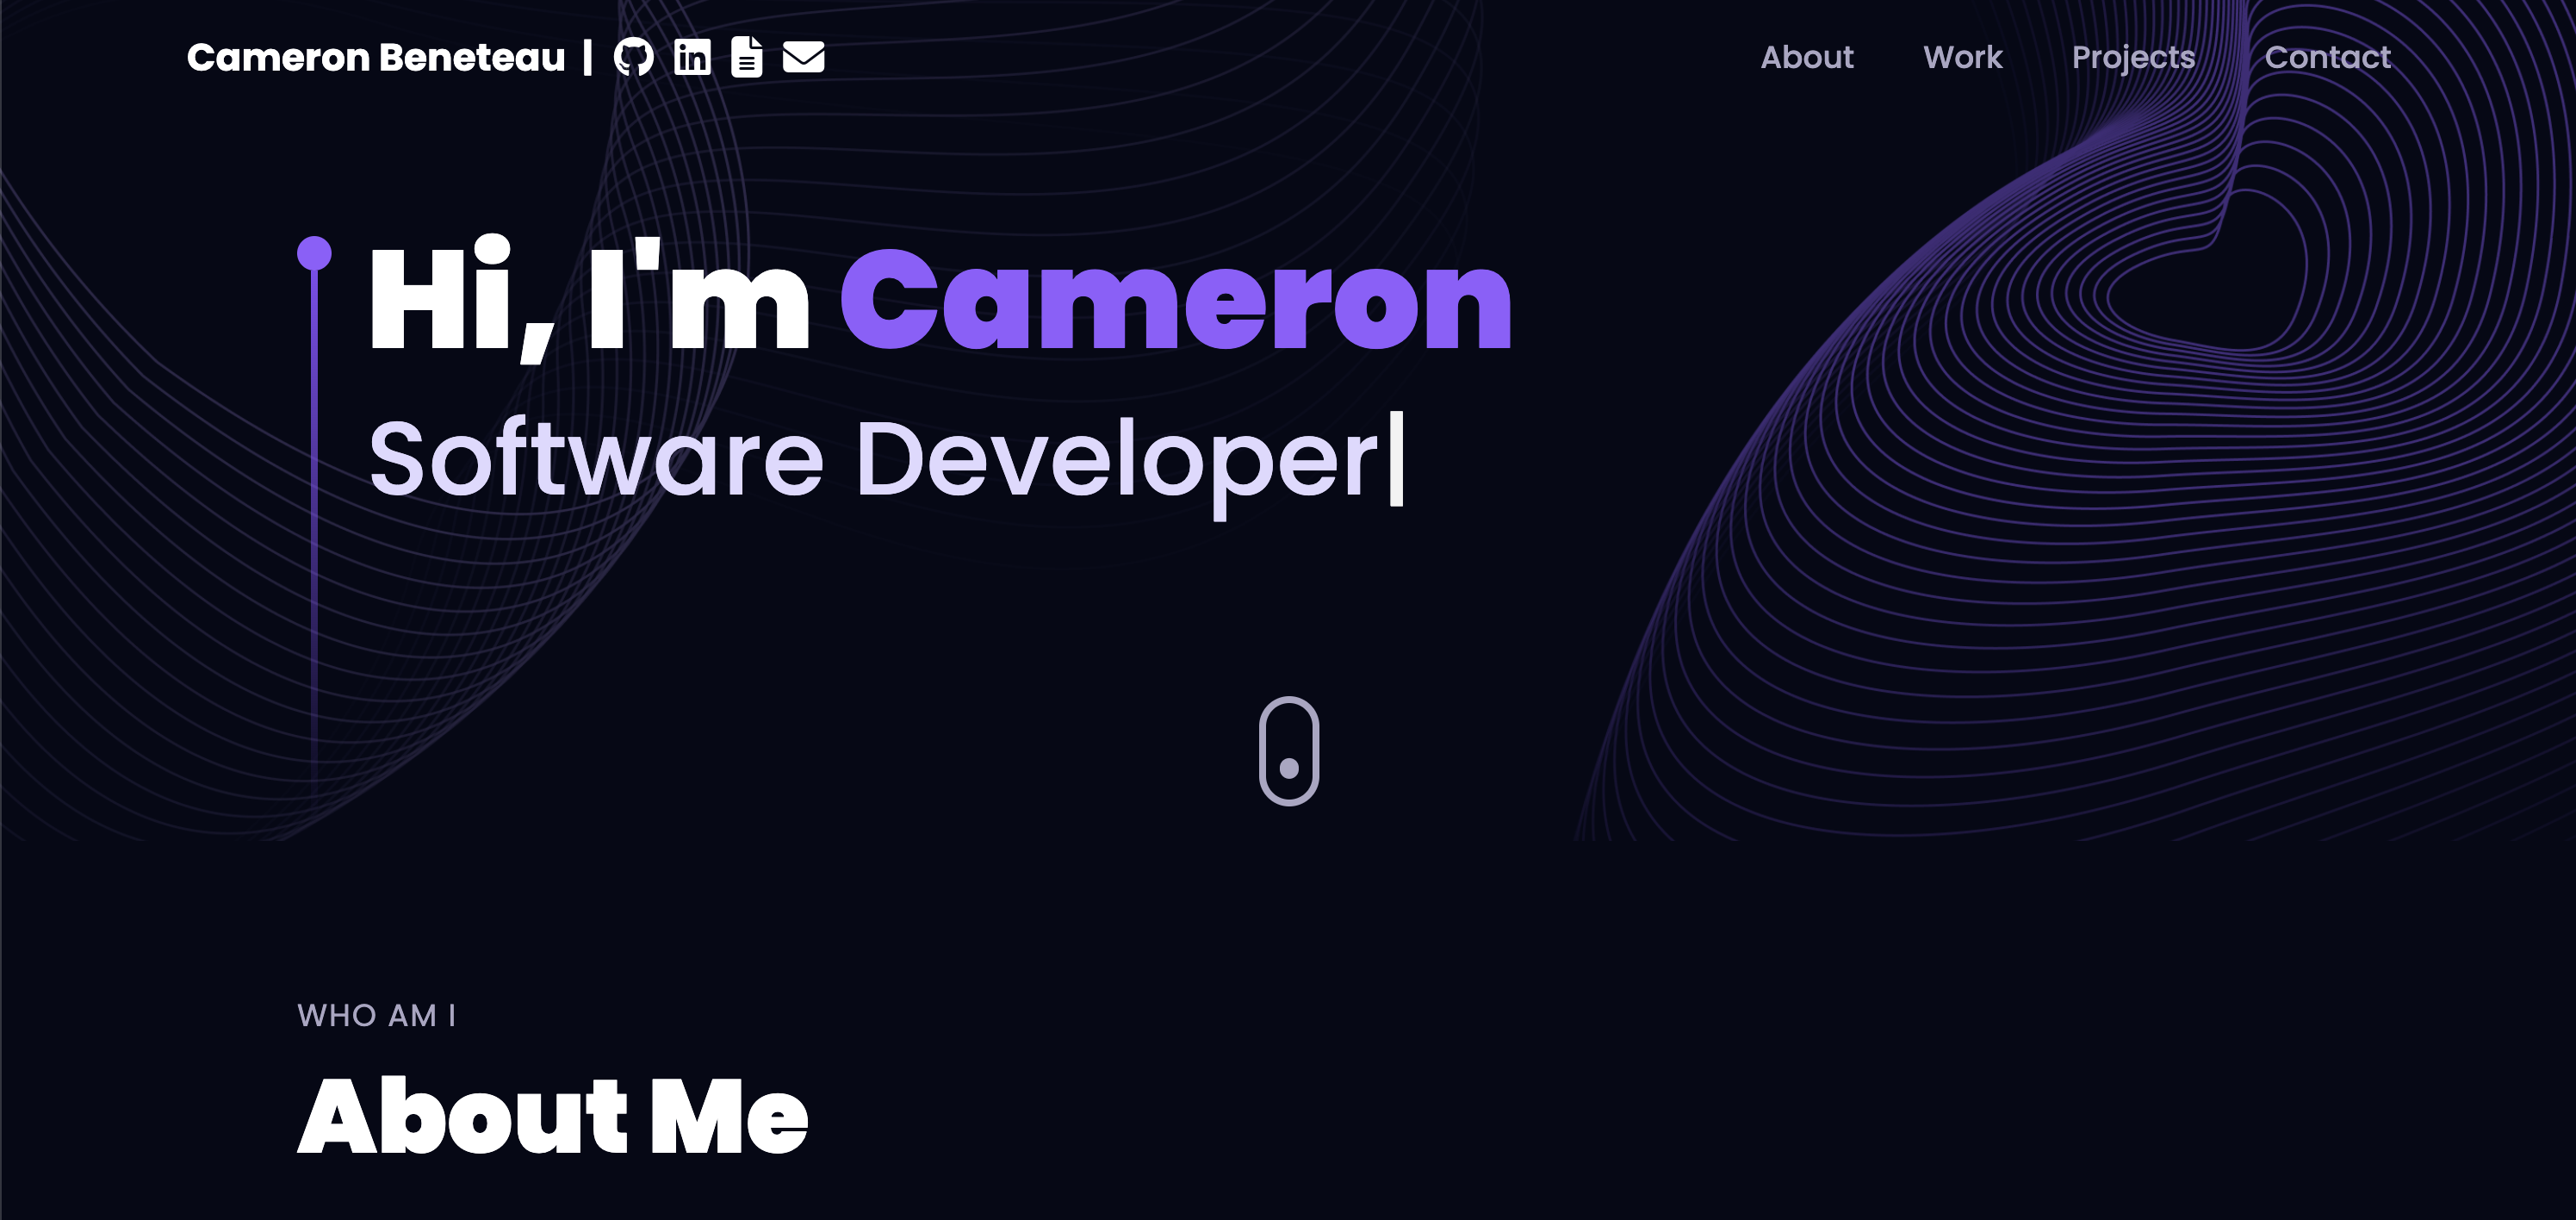 Cameron Beneteau |
About Work Projects Contact
Hi, I'm Cameron
Software Developer
WHO AM I
About Me